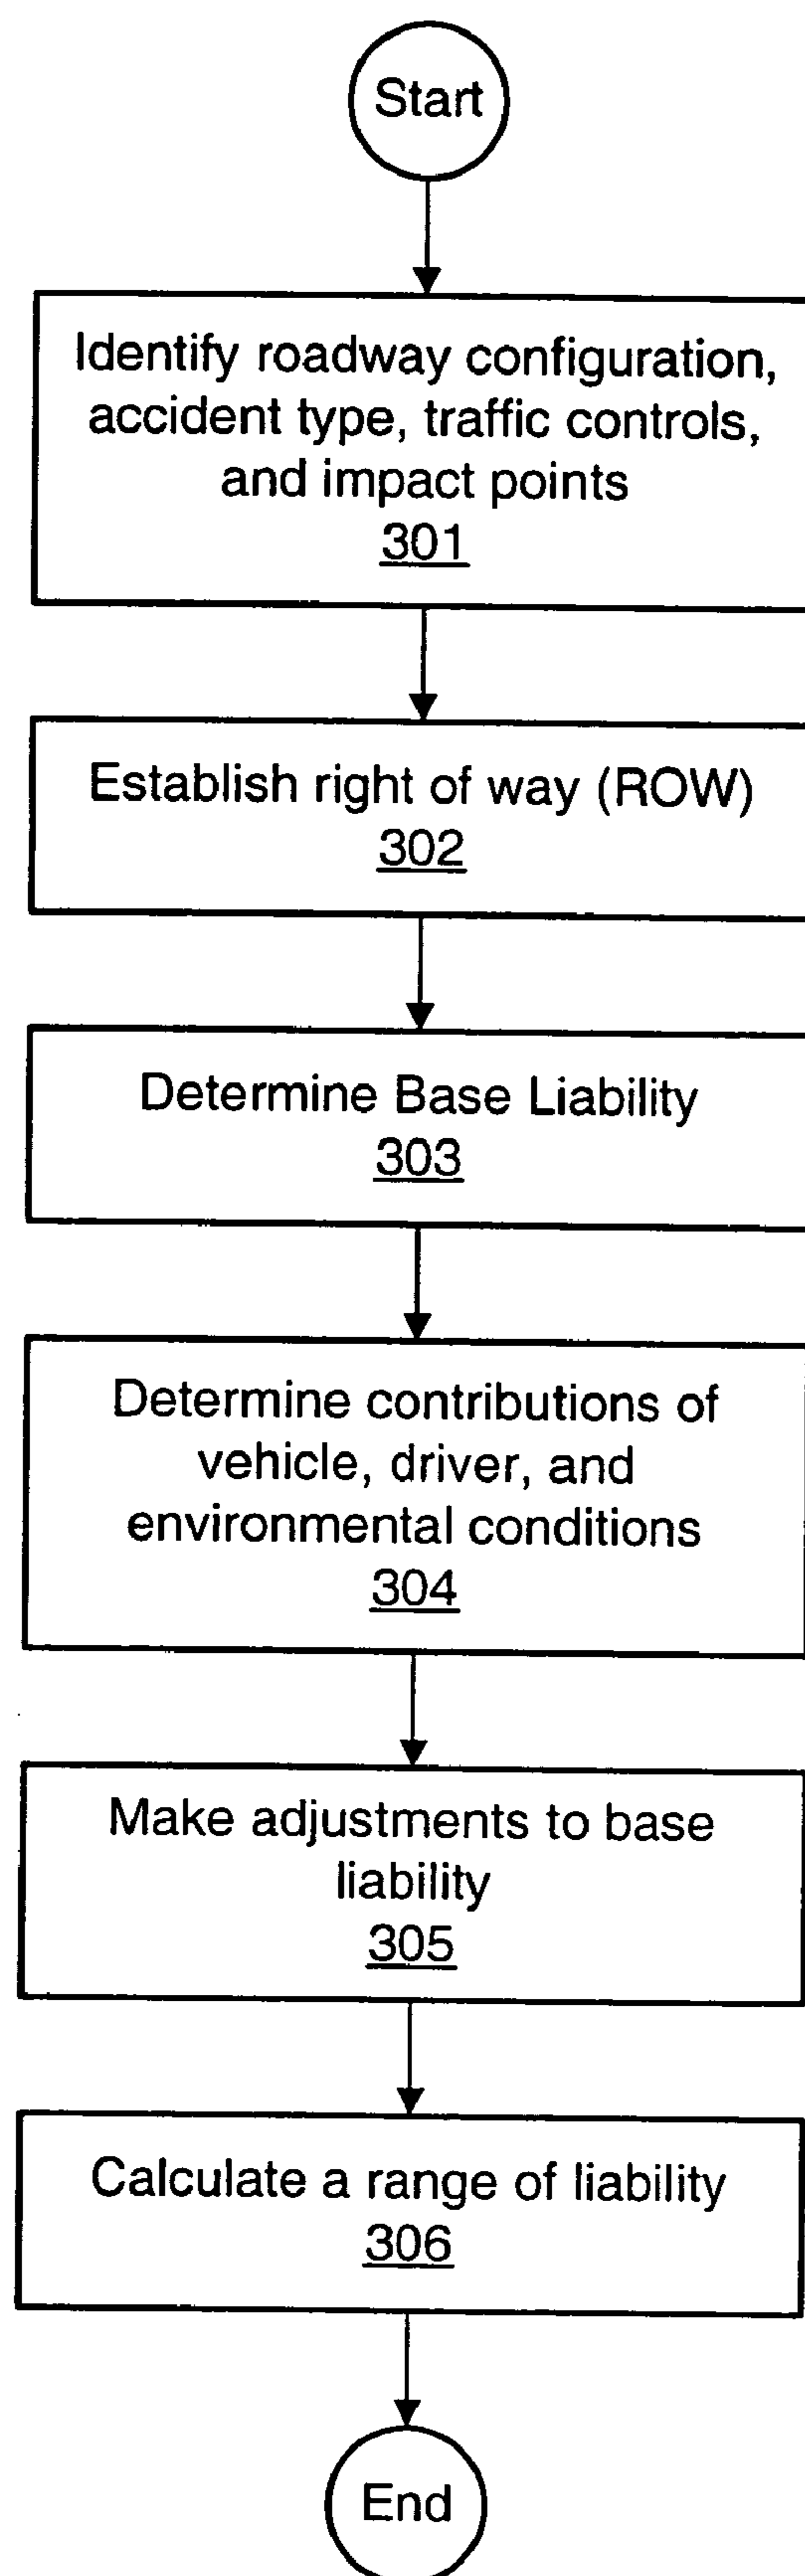 Start
Identify roadway configuration,
accident type, traffic controls,
and impact points
301
Establish right of way (ROW)
302
Determine Base Liability
303
Determine contributions of
vehicle, driver, and
environmental conditions
304
Make adjustments to base
liability
305
Calculate a range of liability
306
End